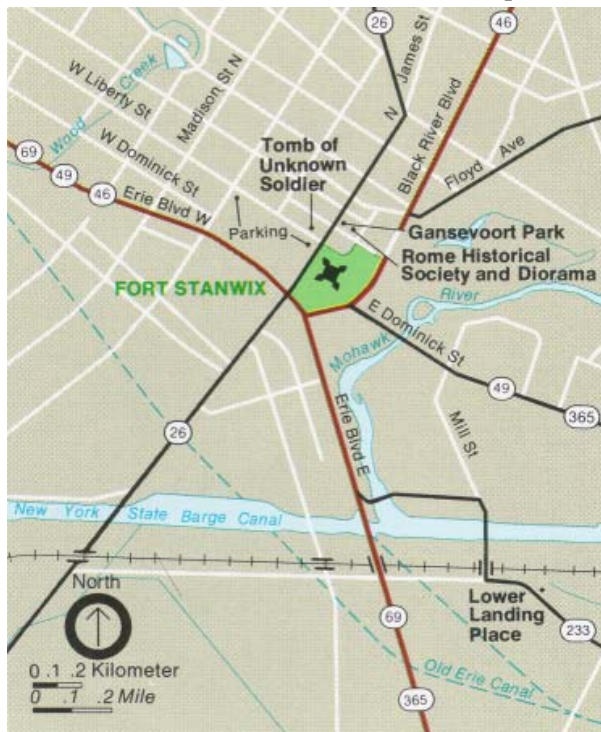 26
46
N James St
Black River Blvd
Wood Creek
W Liberty St
Madison St N
69
49
46
W Dominick St
Erie Blvd W
Tomb of
Unknown
Soldier
Floyd Ave
Parking
Gansevoort Park
Rome Historical
Society and Diorama
FORT STANWIX
Mohawk River
E Dominick St
49
365
Erie Blvd E
Mill St
26
New York State Barge Canal
North
Lower
Landing
Place
69
233
0 .1 .2 Kilometer
0 .1 .2 Mile
Old Erie Canal
365